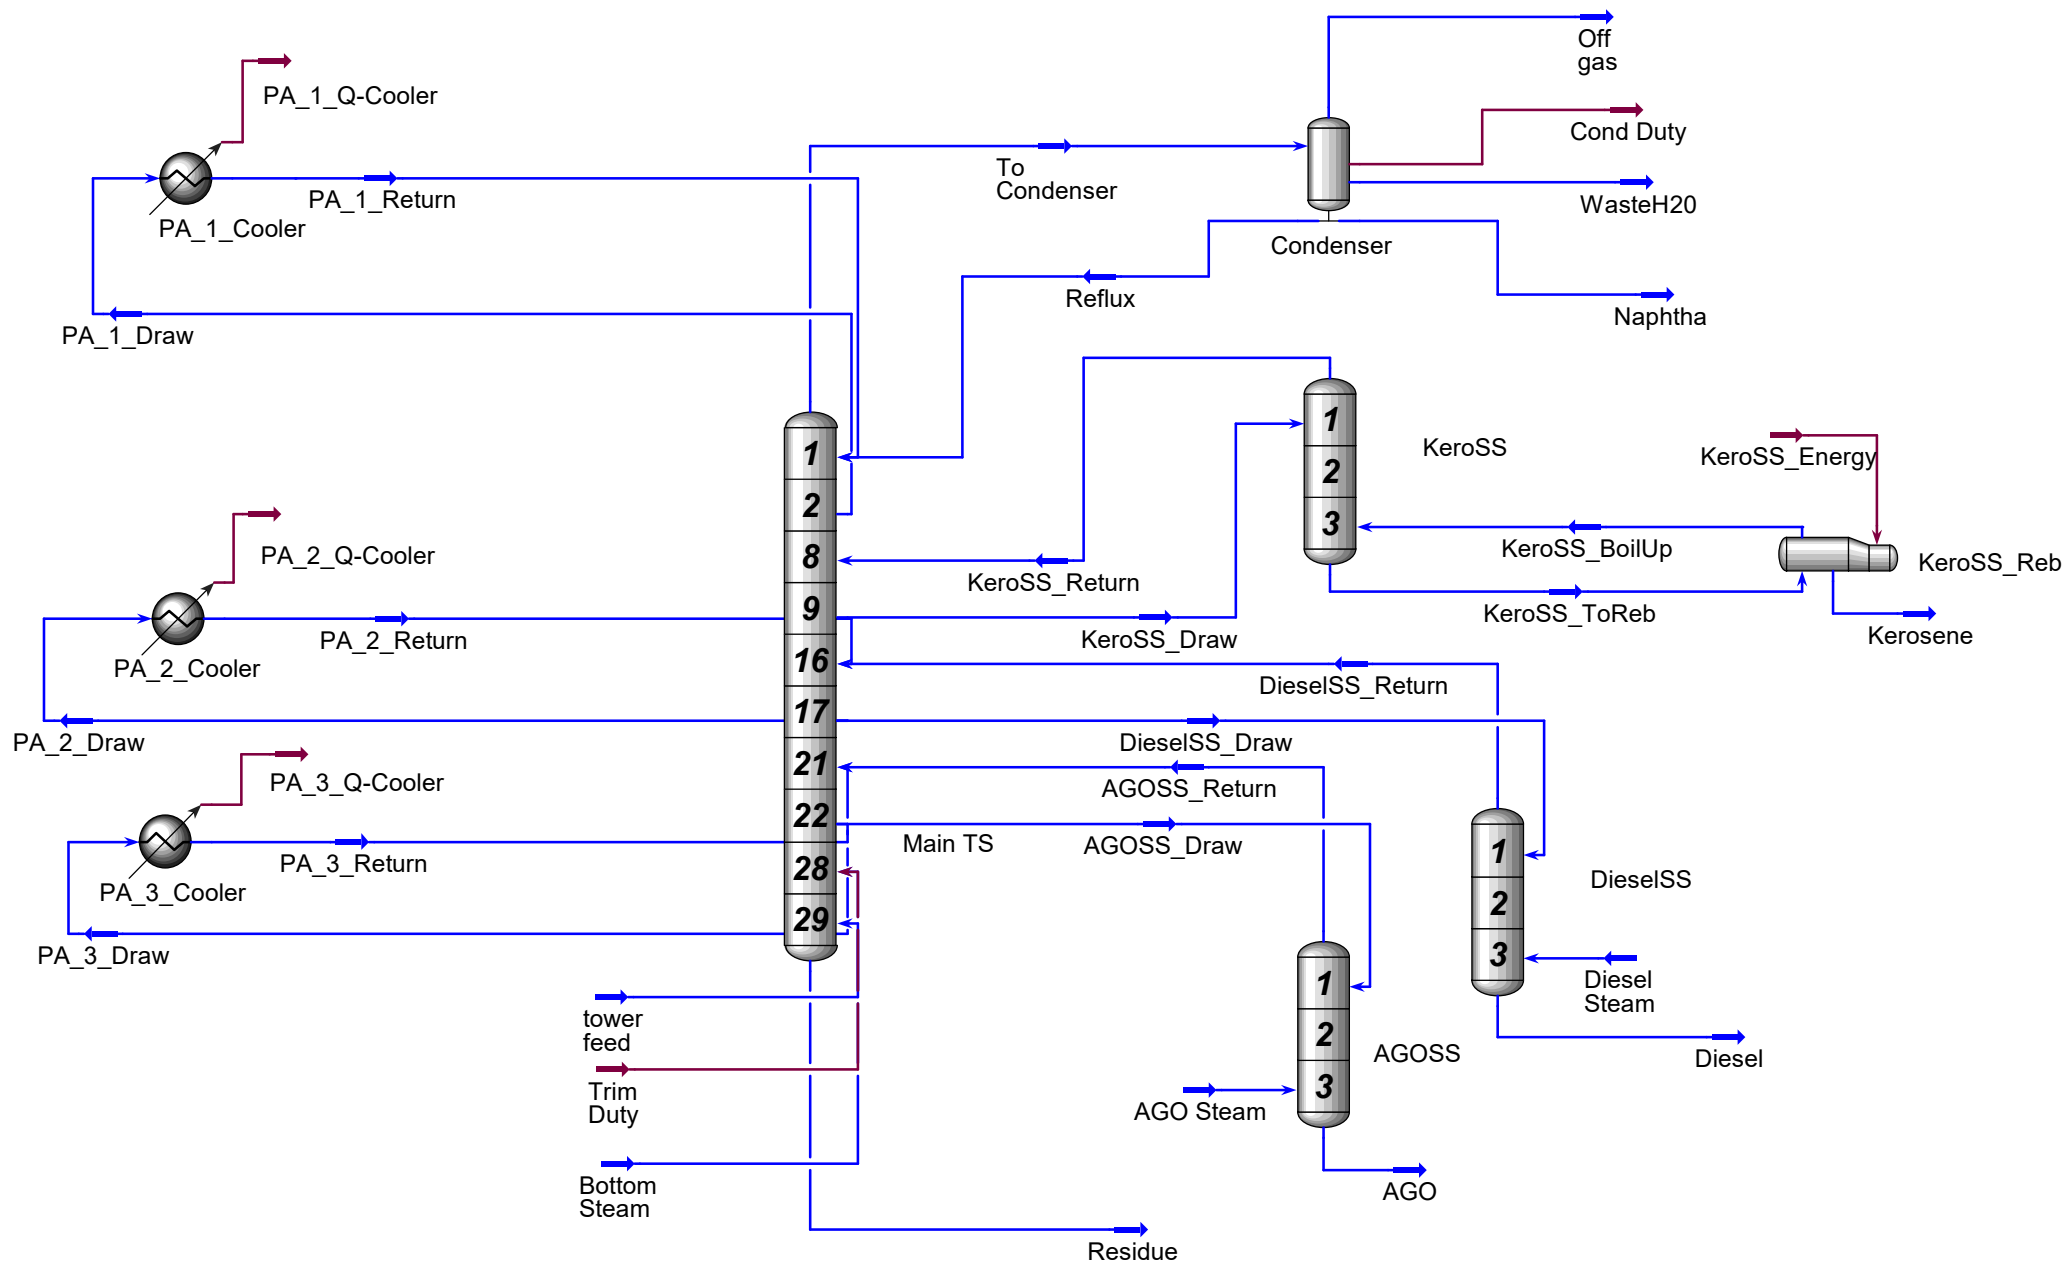 Off
gas
PA_1_Q-Cooler
Cond Duty
To
Condenser
PA_1_Return
WasteH20
PA_1_Cooler
Condenser
Reflux
Naphtha
PA_1_Draw
1
2
8
9
16
17
21
22
28
29
Main TS
1
2
3
KeroSS
KeroSS_Energy
KeroSS_BoilUp
KeroSS_Reb
KeroSS_Return
KeroSS_ToReb
KeroSS_Draw
Kerosene
PA_2_Q-Cooler
PA_2_Return
PA_2_Cooler
DieselSS_Return
PA_2_Draw
DieselSS_Draw
PA_3_Q-Cooler
AGOSS_Return
AGOSS_Draw
PA_3_Return
PA_3_Cooler
PA_3_Draw
1
2
3
DieselSS
Diesel
Steam
Diesel
1
2
3
AGOSS
AGO Steam
AGO
tower
feed
Trim
Duty
Bottom
Steam
Residue